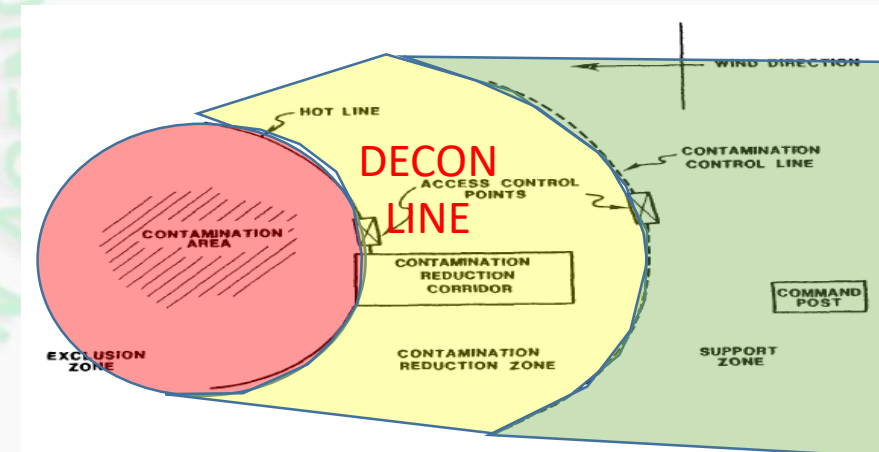 WIND DIRECTION
HOT LINE
DECON
LINE
CONTAMINATION
CONTROL LINE
ACCESS CONTROL
POINTS
CONTAMINATION
AREA
CONTAMINATION
REDUCTION
CORRIDOR
COMMAND
POST
EXCLUSION
ZONE
CONTAMINATION
REDUCTION ZONE
SUPPORT
ZONE